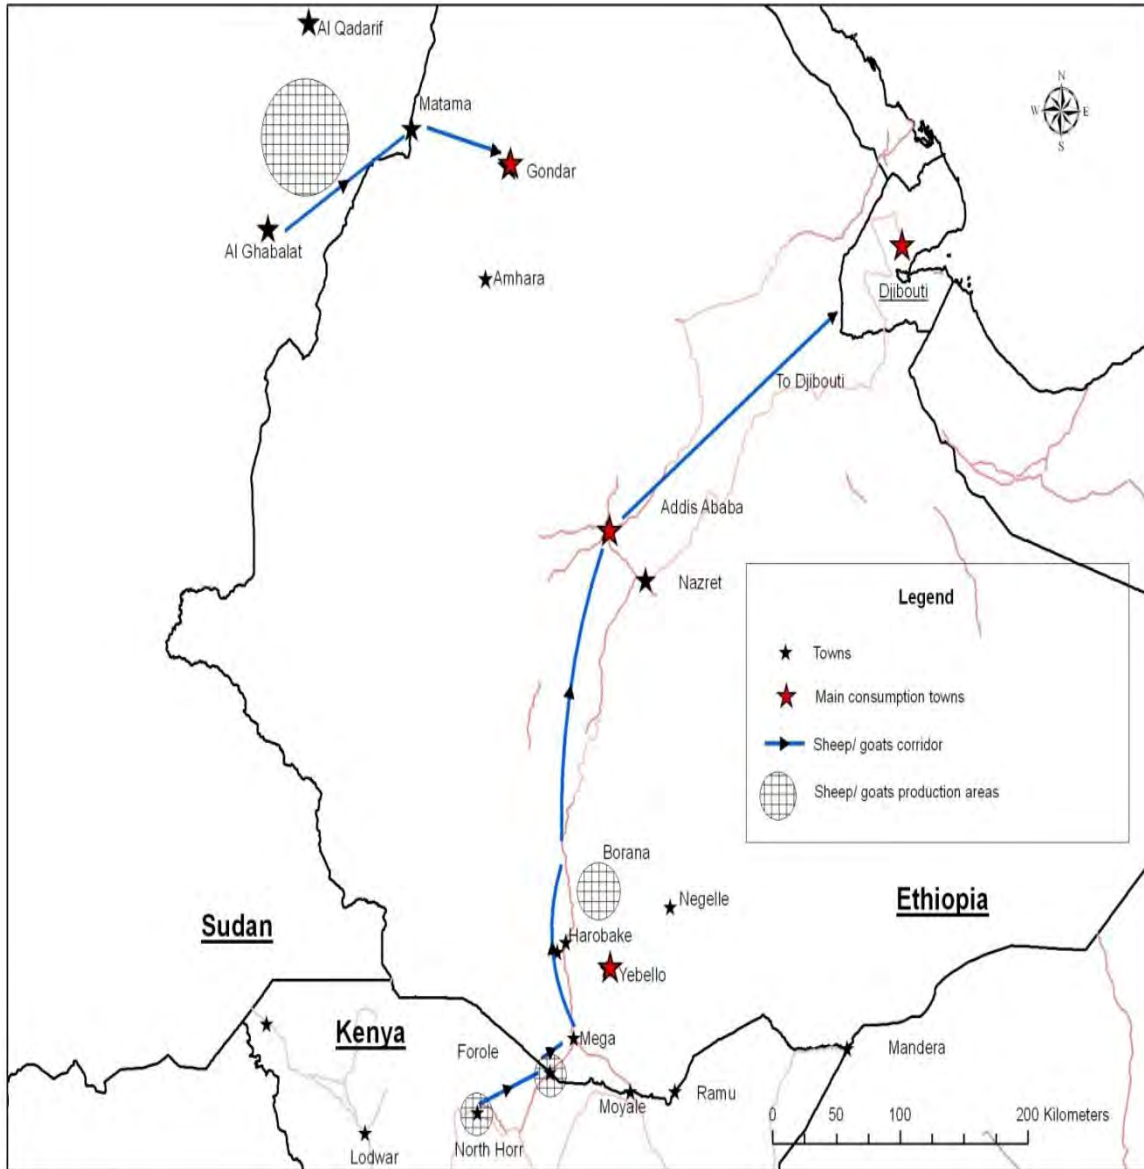 Al Qadarif
N
W E
S
Matama
Gondar
Al Ghabalat
Amhara
Djibouti
To Djibouti
Addis Ababa
Nazret
Legend
Towns
Main consumption towns
Sheep/ goats corridor
Sheep/ goats production areas
Borana
Negelle
Ethiopia
Sudan
Harobake
Yebello
Kenya
Mega
Forole
Mandera
Moyale
Ramu
0 50 100 200 Kilometers
North Horr
Lodwar